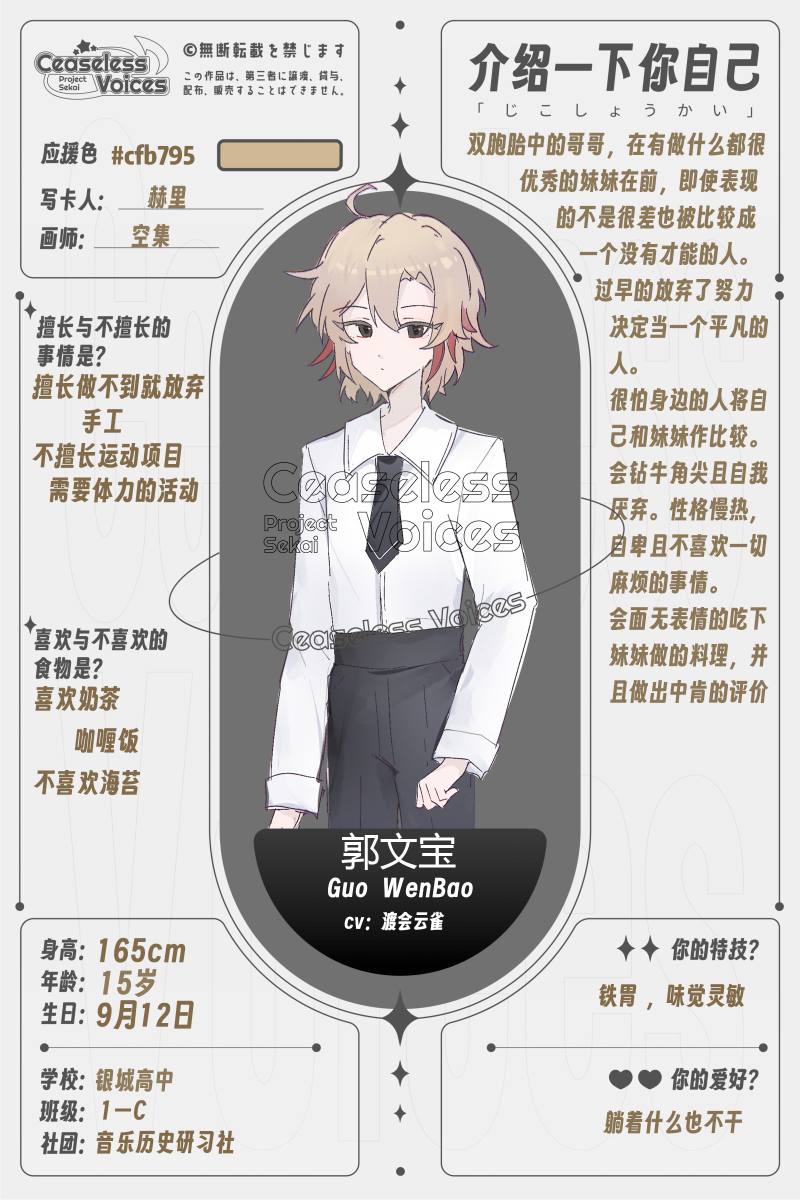 Ceaseless
Project
Sekai
Voices
©無断転載を禁じます
この作品は、第三者に譲渡、貸与、
配布、販売することはできません。
应援色 #cfb795
写卡人: 赫里
画师: 空集
介绍一下你自己
「じこしょうかい」
双胞胎中的哥哥，在有做什么都很
优秀的妹妹在前，即使表现
的不是很差也被比较成
一个没有才能的人。
过早的放弃了努力
决定当一个平凡的
人。
很怕身边的人将自
己和妹妹作比较。
会钻牛角尖且自我
厌弃。性格慢热，
自卑且不喜欢一切
麻烦的事情。
会面无表情的吃下
妹妹做的料理，并
且做出中肯的评价
擅长与不擅长的
事情是?
擅长做不到就放弃
手工
不擅长运动项目
需要体力的活动
喜欢与不喜欢的
食物是?
喜欢奶茶
咖喱饭
不喜欢海苔
Ceaseless
Project
Sekai
Voices
Ceaseless Voices
郭文宝
Guo WenBao
cv: 渡会云雀
身高: 165cm
年龄: 15岁
生日: 9月12日
学校: 银城高中
班级: 1－C
社团: 音乐历史研习社
你的特技?
铁胃，味觉灵敏
你的爱好?
躺着什么也不干